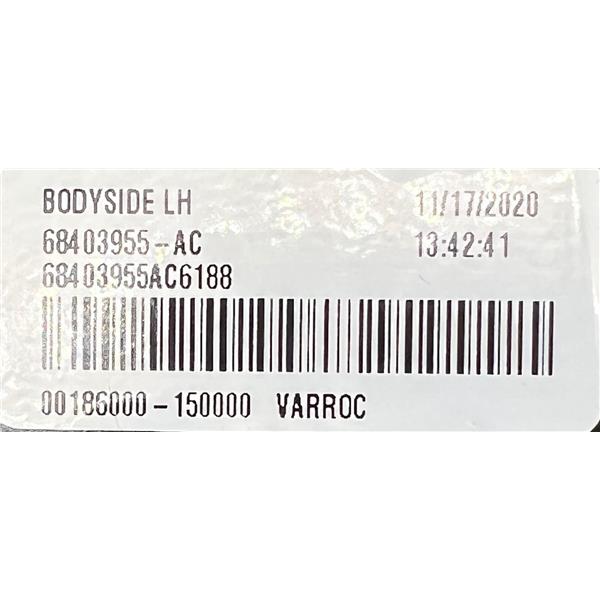 BODYSIDE LH 11/17/2020
68403955-AC 13:42:41
68403955AC6188
00186000-150000 VARROC